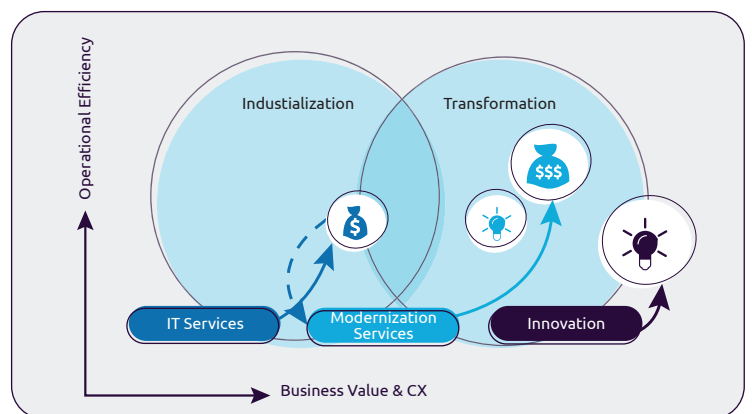 Operational Efficiency
Industialization
Transformation
$$$
$
IT Services
Modernization
Services
Innovation
Business Value & CX